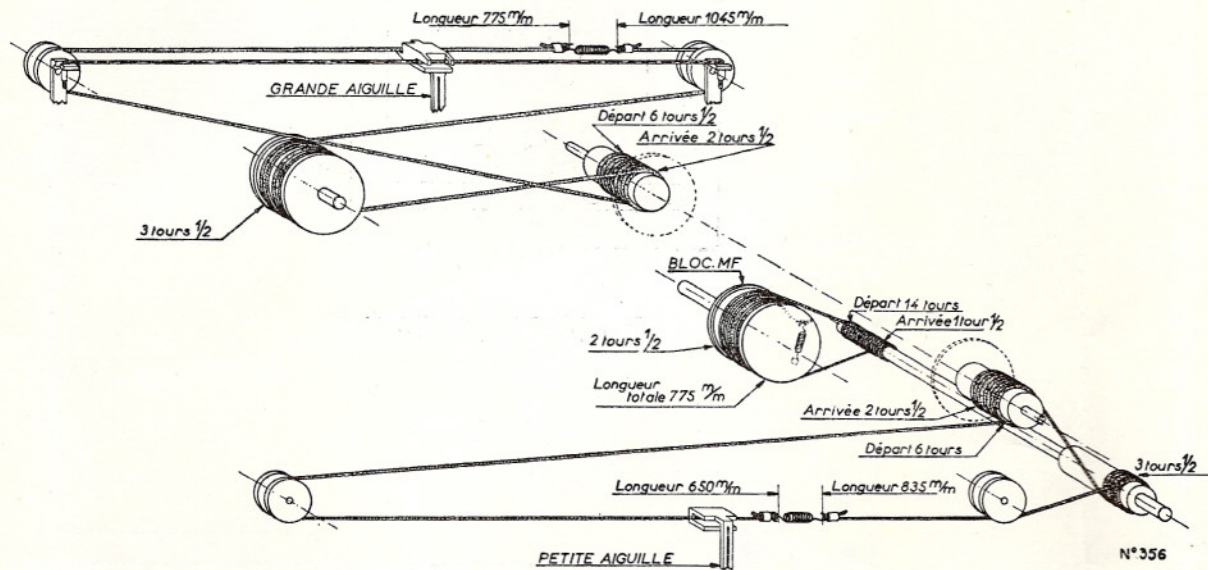 Longueur 775 m/m
Longueur 1045 m/m
GRANDE AIGUILLE
Départ 6 tours 1/2
Arrivée 2 tours 1/2
3 tours 1/2
BLOC.MF
Départ 14 tours
Arrivée 1 tour 1/2
2 tours 1/2
Longueur
totale 775 m/m
Arrivée 2 tours 1/2
Départ 6 tours
3 tours 1/2
Longueur 650 m/m
Longueur 835 m/m
PETITE AIGUILLE
N° 356